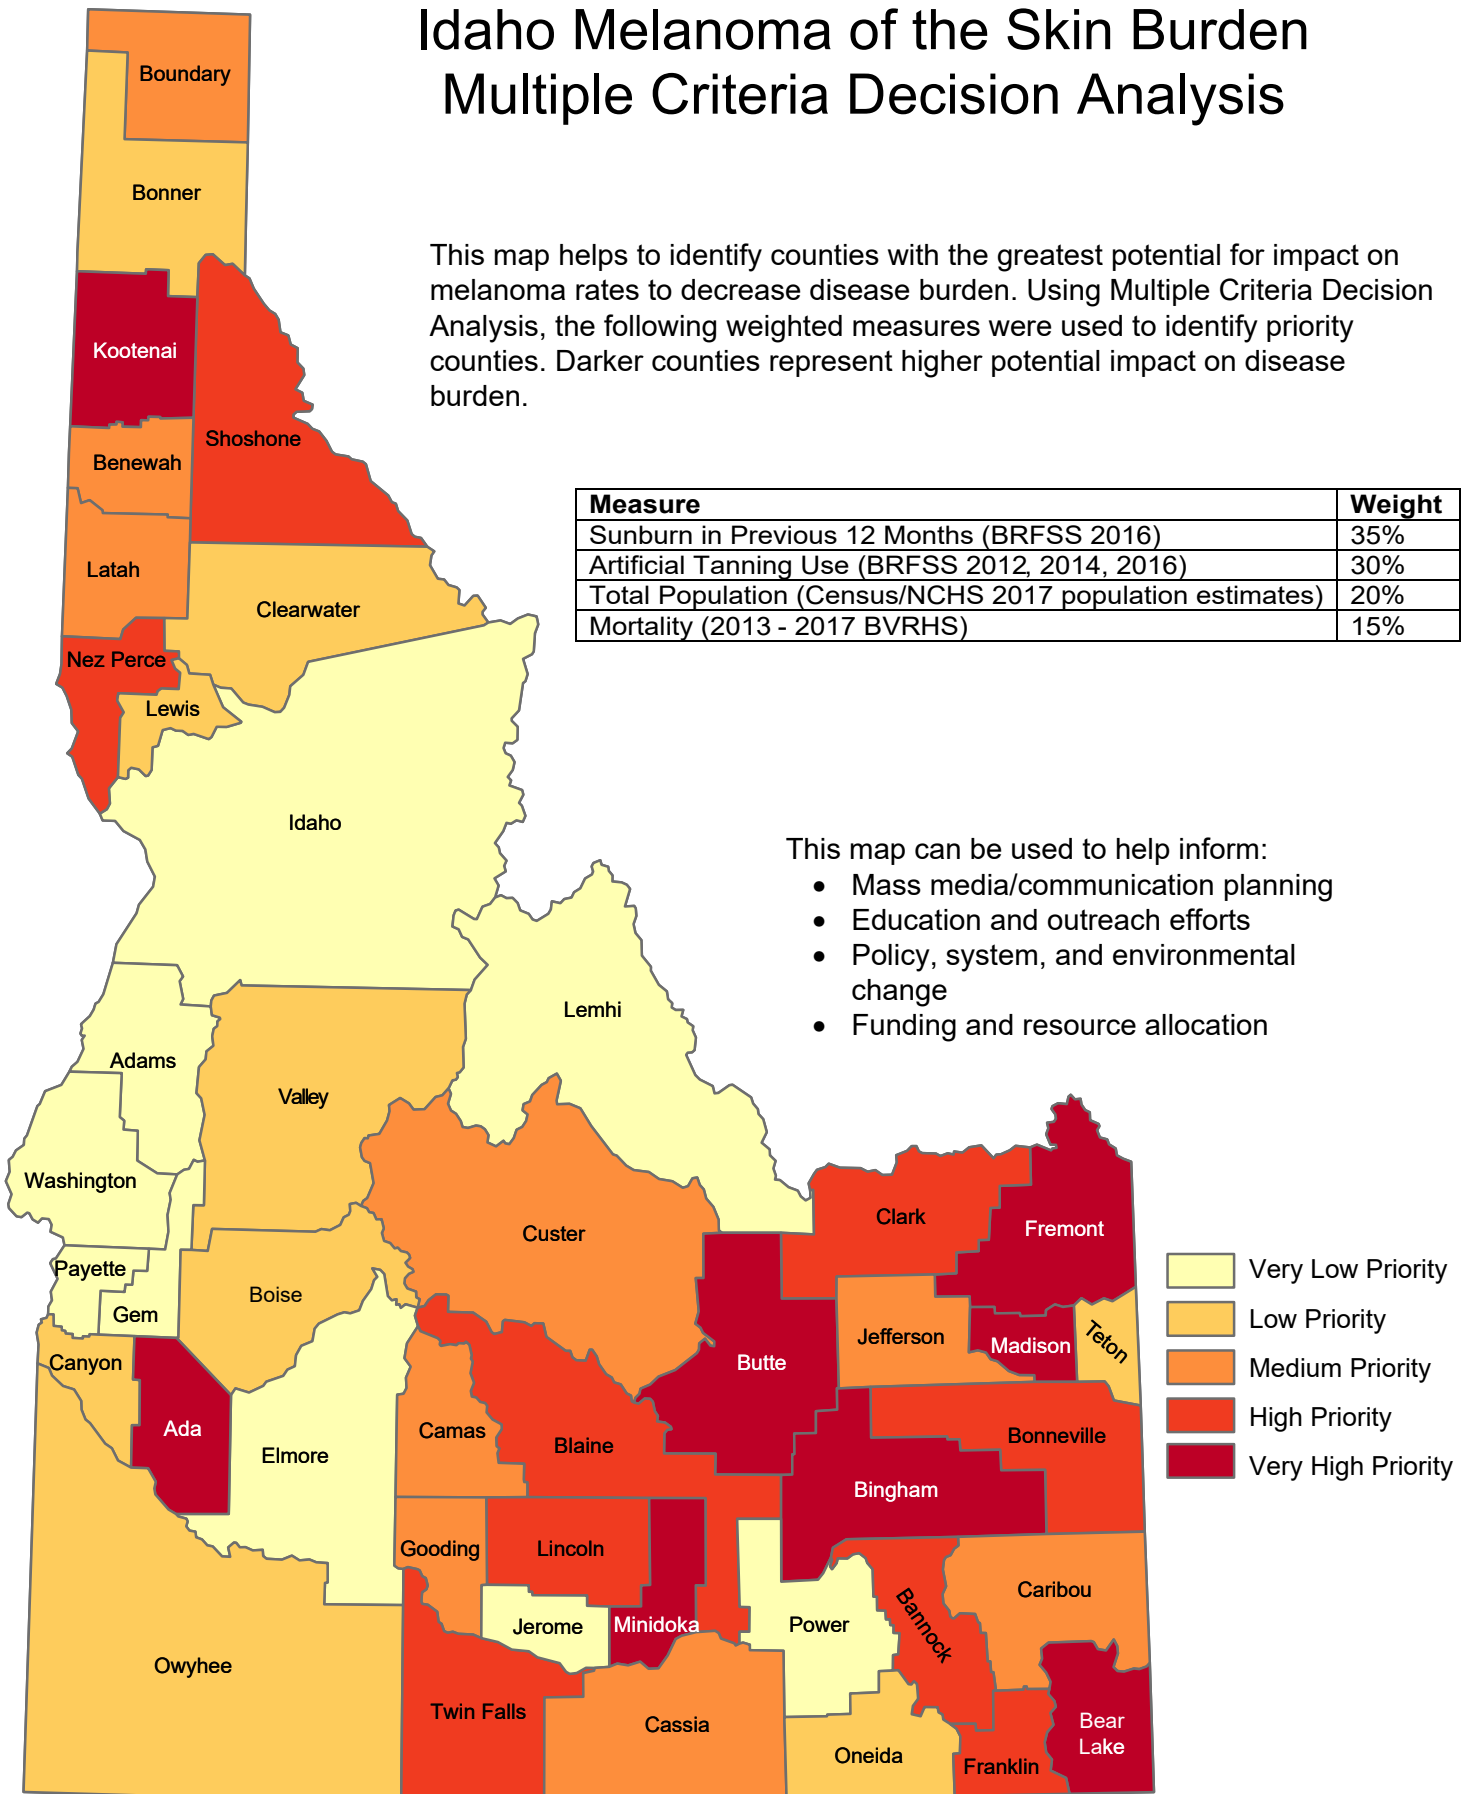 Idaho Melanoma of the Skin Burden
Multiple Criteria Decision Analysis
This map helps to identify counties with the greatest potential for impact on
melanoma rates to decrease disease burden. Using Multiple Criteria Decision
Analysis, the following weighted measures were used to identify priority
counties. Darker counties represent higher potential impact on disease
burden.
Measure Weight
Sunburn in Previous 12 Months (BRFSS 2016) 35%
Artificial Tanning Use (BRFSS 2012, 2014, 2016) 30%
Total Population (Census/NCHS 2017 population estimates) 20%
Mortality (2013 - 2017 BVRHS) 15%
This map can be used to help inform:
• Mass media/communication planning
• Education and outreach efforts
• Policy, system, and environmental
change
• Funding and resource allocation
Boundary
Bonner
Kootenai
Shoshone
Benewah
Latah
Clearwater
Nez Perce
Lewis
Idaho
Lemhi
Adams
Valley
Washington
Custer
Clark
Fremont
Payette
Boise
Gem
Jefferson
Madison
Teton
Canyon
Butte
Ada
Camas
Blaine
Bonneville
Elmore
Bingham
Gooding
Lincoln
Caribou
Jerome
Minidoka
Power
Bannock
Owyhee
Twin Falls
Cassia
Bear
Lake
Oneida
Franklin
Very Low Priority
Low Priority
Medium Priority
High Priority
Very High Priority